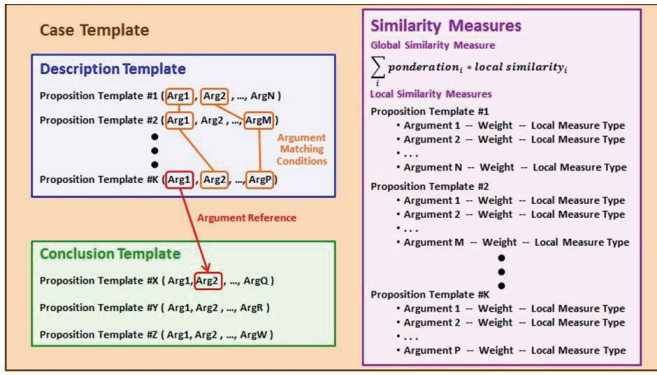 Case Template
Description Template
Proposition Template #1 ( Arg1 , Arg2 , ..., ArgN )
Proposition Template #2 ( Arg1 , Arg2 , ..., ArgM )
Argument
Matching
Conditions
Proposition Template #K ( Arg1 , Arg2 , ..., ArgP )
Argument Reference
Conclusion Template
Proposition Template #X ( Arg1, Arg2 , ..., ArgQ )
Proposition Template #Y ( Arg1, Arg2 , ..., ArgR )
Proposition Template #Z ( Arg1, Arg2 , ..., ArgW )
Similarity Measures
Global Similarity Measure
∑i ponderationi * local similarityi
Local Similarity Measures
Proposition Template #1
• Argument 1 -- Weight -- Local Measure Type
• Argument 2 -- Weight -- Local Measure Type
• . . .
• Argument N -- Weight -- Local Measure Type
Proposition Template #2
• Argument 1 -- Weight -- Local Measure Type
• Argument 2 -- Weight -- Local Measure Type
• . . .
• Argument M -- Weight -- Local Measure Type
Proposition Template #K
• Argument 1 -- Weight -- Local Measure Type
• Argument 2 -- Weight -- Local Measure Type
• . . .
• Argument P -- Weight -- Local Measure Type